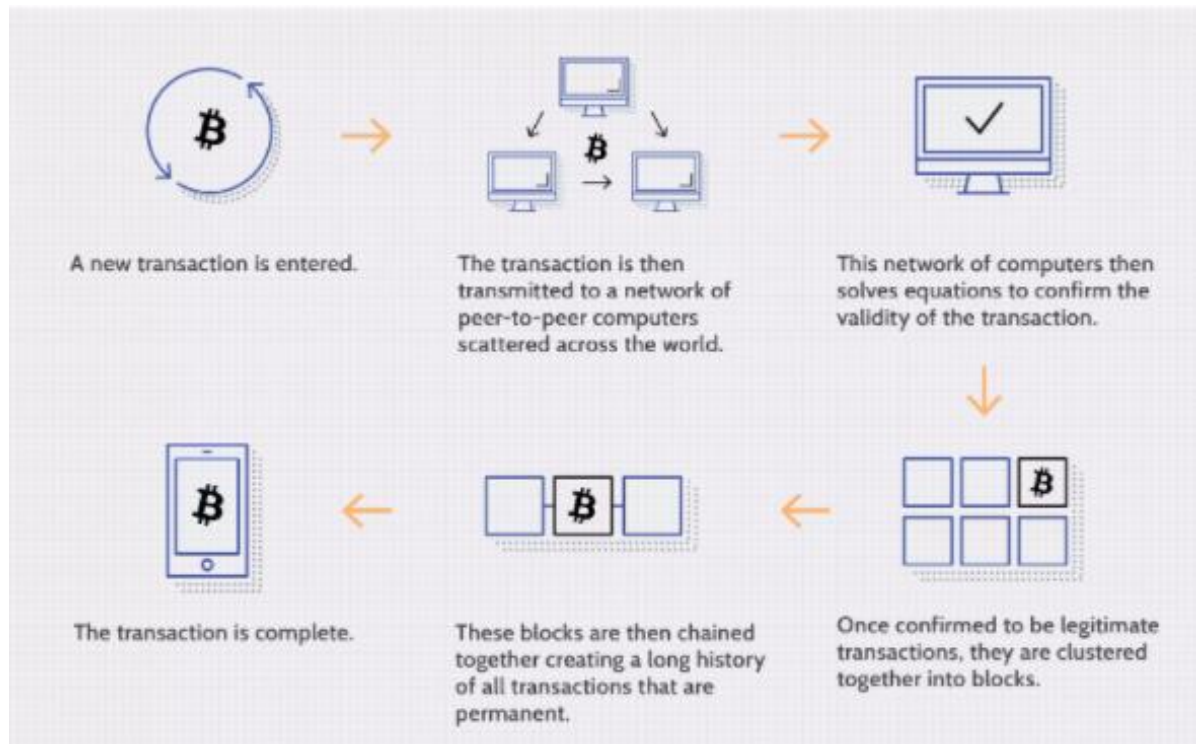 A new transaction is entered.
The transaction is then
transmitted to a network of
peer-to-peer computers
scattered across the world.
This network of computers then
solves equations to confirm the
validity of the transaction.
Once confirmed to be legitimate
transactions, they are clustered
together into blocks.
These blocks are then chained
together creating a long history
of all transactions that are
permanent.
The transaction is complete.